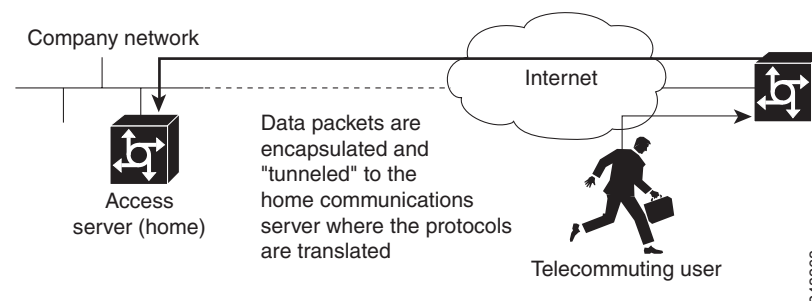 Company network
Internet
Data packets are
encapsulated and
"tunneled" to the
home communications
server where the protocols
are translated
Access
server (home)
Telecommuting user